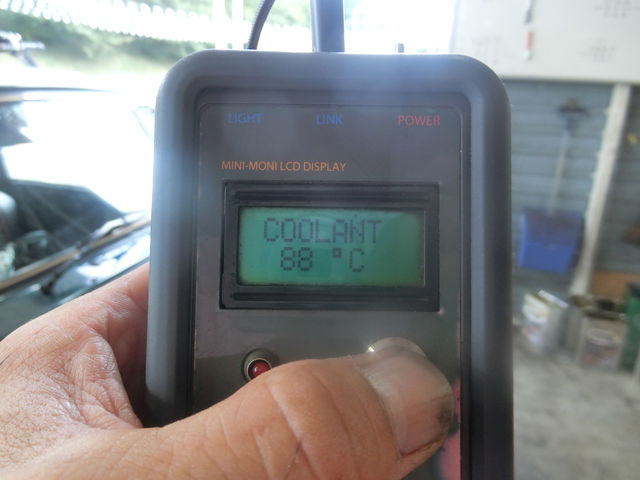 LIGHT LINK POWER
MINI-MONI LCD DISPLAY
COOLANT
88 °C